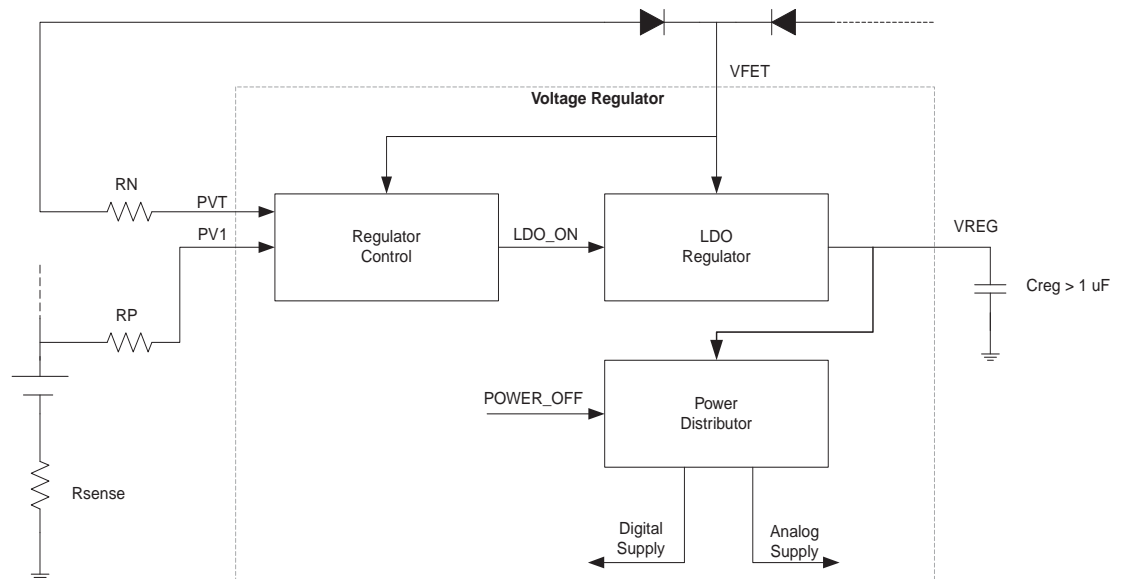 VFET
Voltage Regulator
RN
PVT
PV1
Regulator
Control
LDO_ON
LDO
Regulator
VREG
Creg > 1 uF
RP
POWER_OFF
Power
Distributor
Rsense
Digital
Supply
Analog
Supply